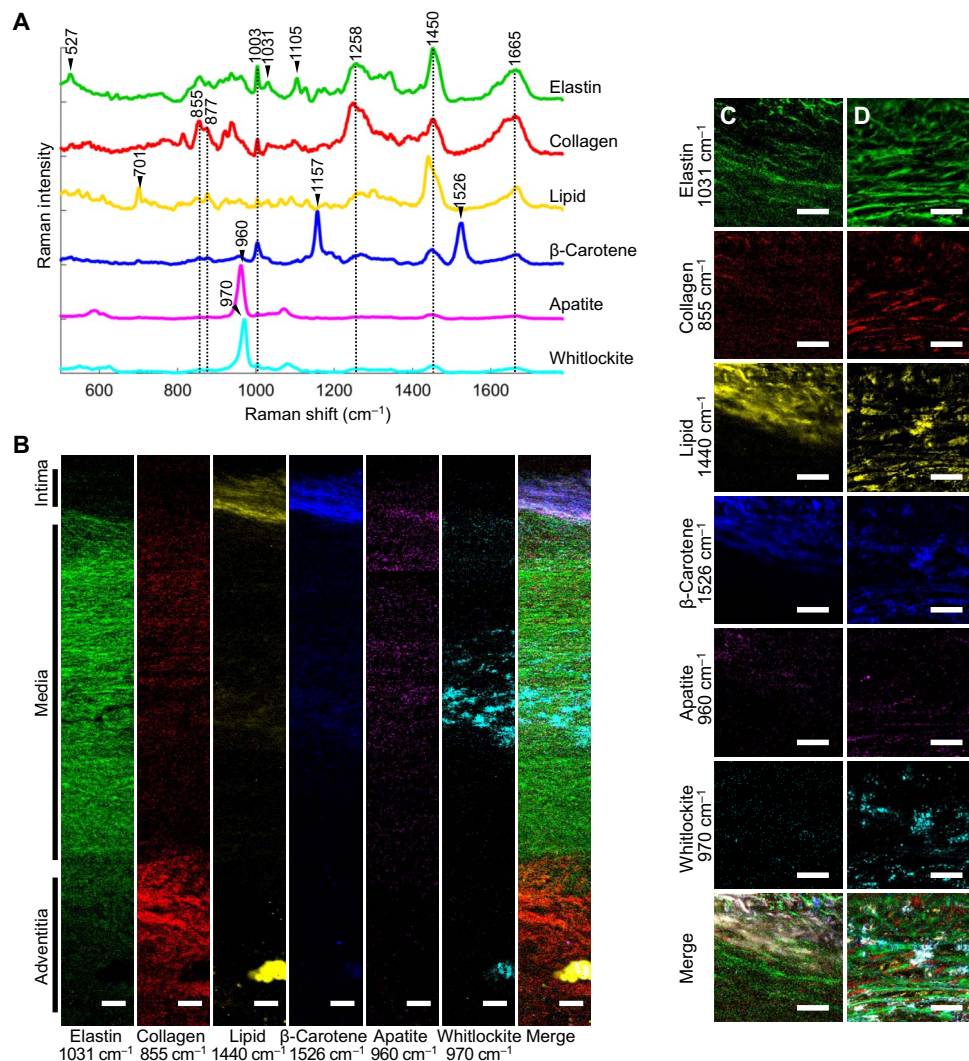 A
527
1003
1031
1105
1258
1450
1665
Elastin
855
877
Collagen
701
1157
1526
Lipid
960
β-Carotene
970
Apatite
Whitlockite
Raman intensity
600
800
1000
1200
1400
1600
Raman shift (cm⁻¹)
B
Intima
Media
Adventitia
Elastin Collagen Lipid β-Carotene Apatite Whitlockite Merge
1031 cm⁻¹ 855 cm⁻¹ 1440 cm⁻¹ 1526 cm⁻¹ 960 cm⁻¹ 970 cm⁻¹
C
D
Elastin
1031 cm⁻¹
Collagen
855 cm⁻¹
Lipid
1440 cm⁻¹
β-Carotene
1526 cm⁻¹
Apatite
960 cm⁻¹
Whitlockite
970 cm⁻¹
Merge